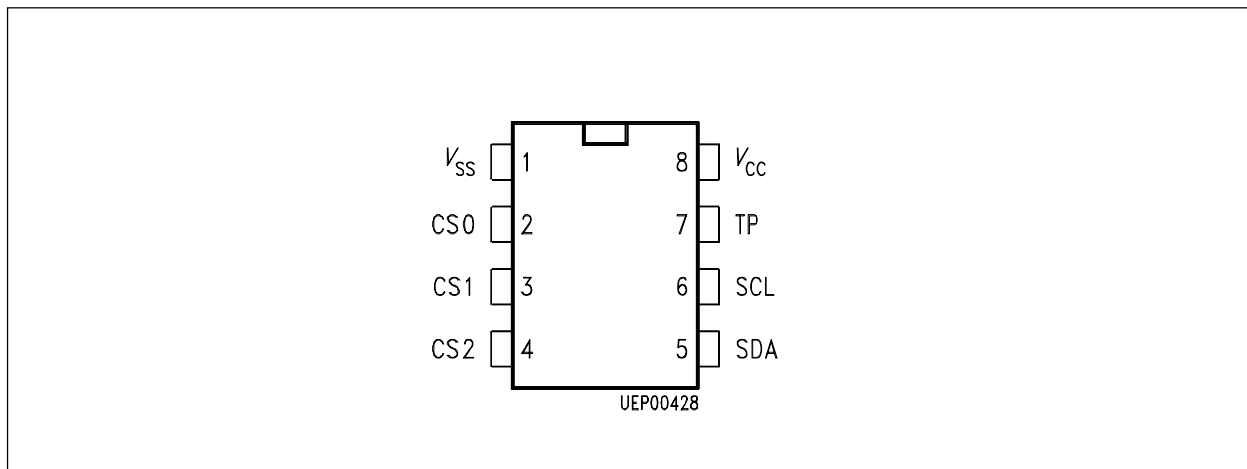 VSS 1 8 VCC
CS0 2 7 TP
CS1 3 6 SCL
CS2 4 5 SDA
UEP00428